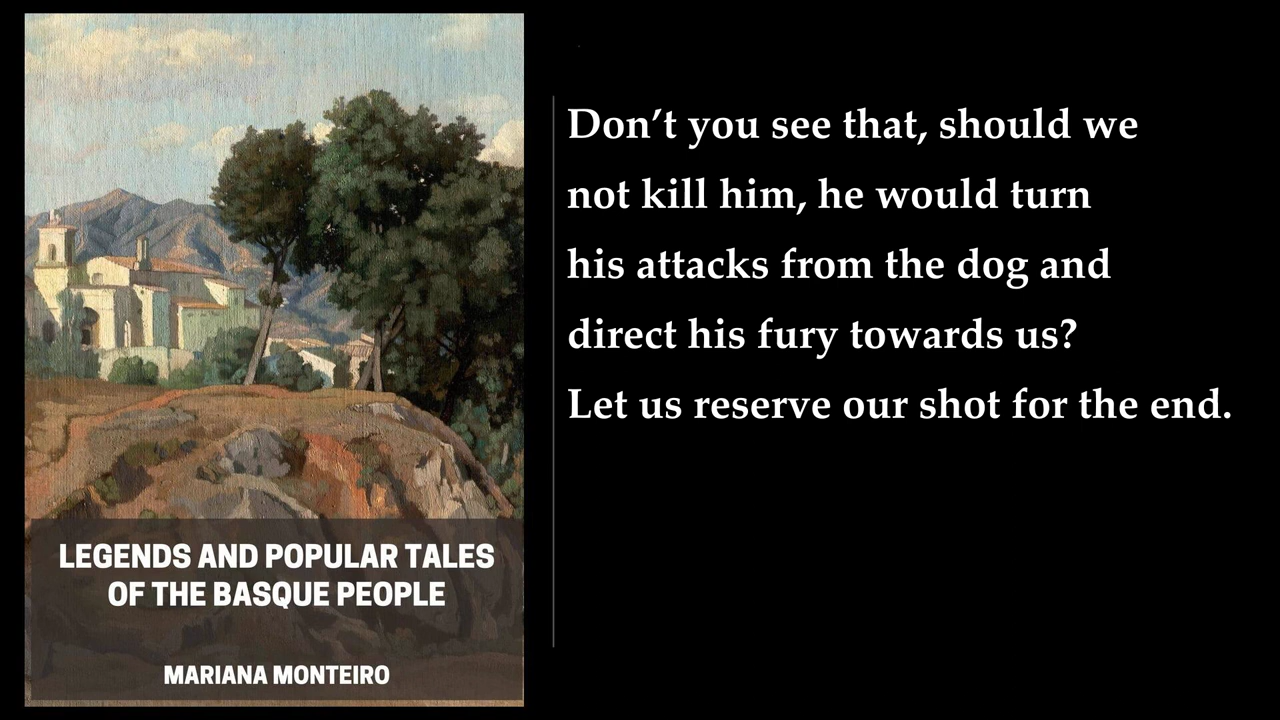 Don’t you see that, should we
not kill him, he would turn
his attacks from the dog and
direct his fury towards us?
Let us reserve our shot for the end.
LEGENDS AND POPULAR TALES
OF THE BASQUE PEOPLE
MARIANA MONTEIRO